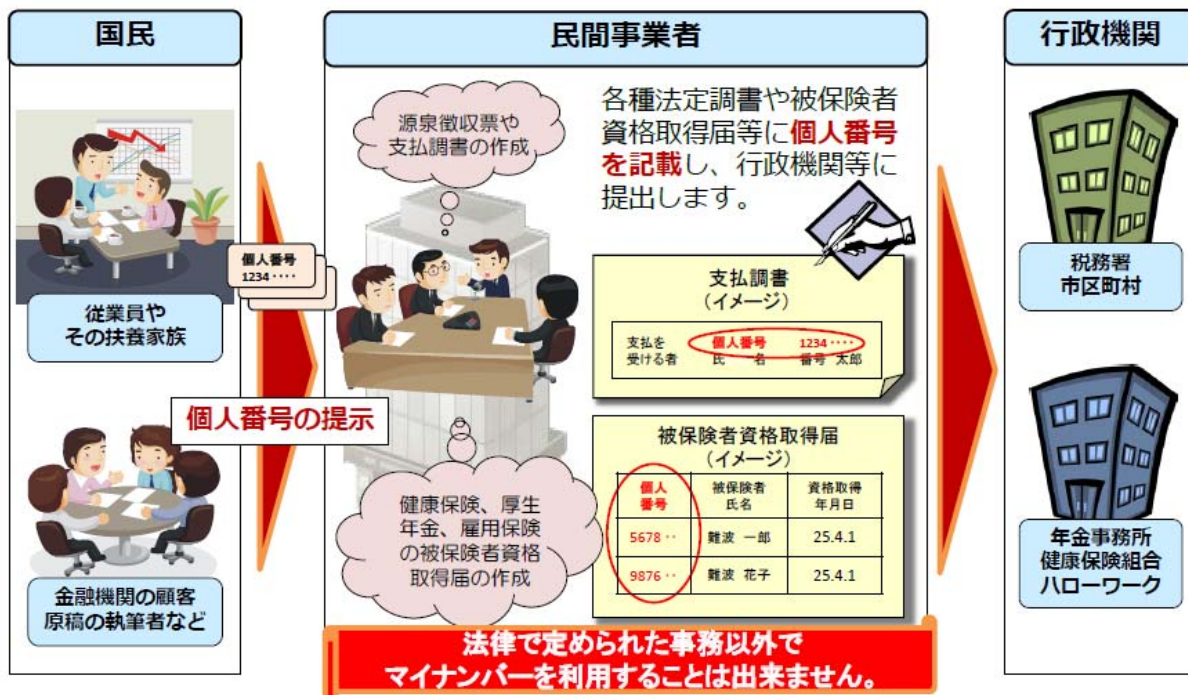 国民
従業員や
その扶養家族
金融機関の顧客
原稿の執筆者など
個人番号
1234‥‥
個人番号の提示
民間事業者
源泉徴収票や
支払調書の作成
各種法定調書や被保険者
資格取得届等に個人番号
を記載し、行政機関等に
提出します。
支払調書
(イメージ)
支払を 個人番号 1234‥‥
受ける者 氏 名 番号 太郎
健康保険、厚生
年金、雇用保険
の被保険者資格
取得届の作成
被保険者資格取得届
(イメージ)
個人 被保険者 資格取得
番号 氏名 年月日
5678‥ 難波 一郎 25.4.1
9876‥ 難波 花子 25.4.1
法律で定められた事務以外で
マイナンバーを利用することは出来ません。
行政機関
税務署
市区町村
年金事務所
健康保険組合
ハローワーク